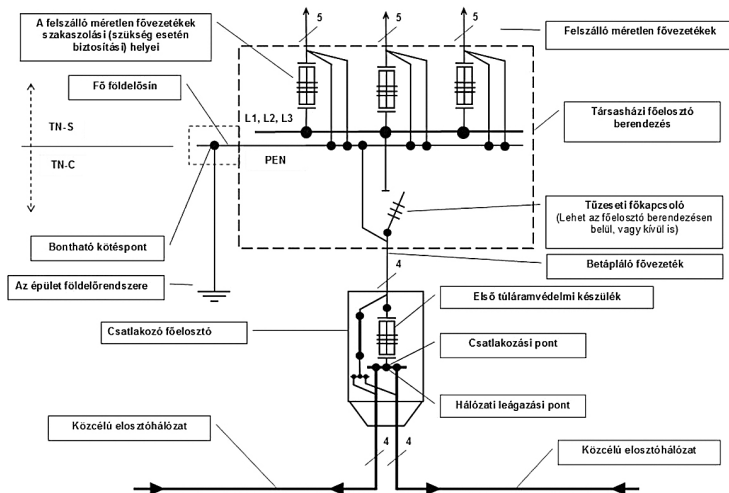 A felszálló méretlen fővezetékek
szakaszolási (szükség esetén
biztosítási) helyei
5
5
5
Felszálló méretlen fővezetékek
Fő földelősín
L1, L2, L3
Társasházi főelosztó
berendezés
TN-S
TN-C
PEN
Tűzeseti főkapcsoló
(Lehet az főelosztó berendezésen
belül, vagy kívül is)
Bontható kötéspont
Betápláló fővezeték
4
Az épület földelőrendszere
Első túláramvédelmi készülék
Csatlakozó főelosztó
Csatlakozási pont
Hálózati leágazási pont
Közcélú elosztóhálózat
4
4
Közcélú elosztóhálózat